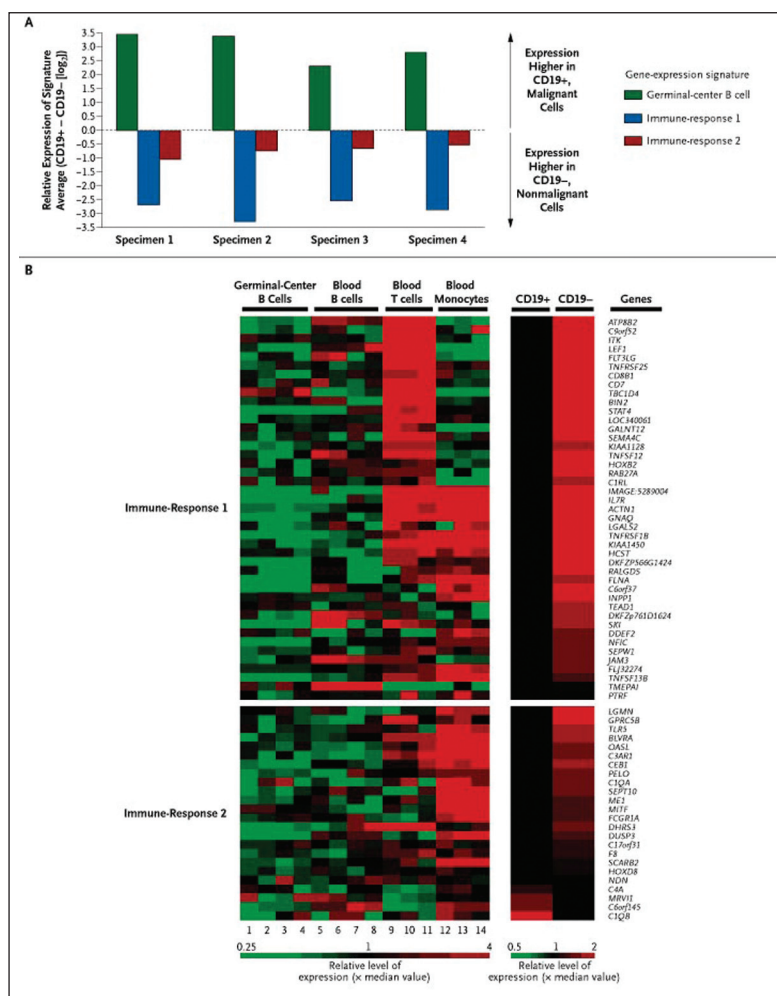 A
Relative Expression of Signature
Average (CD19+ – CD19– [log2])
3.5
3.0
2.5
2.0
1.5
1.0
0.5
0.0
–0.5
–1.0
–1.5
–2.0
–2.5
–3.0
–3.5
Specimen 1 Specimen 2 Specimen 3 Specimen 4
Expression
Higher in
CD19+,
Malignant
Cells
Expression
Higher in
CD19–,
Nonmalignant
Cells
Gene-expression signature
Germinal-center B cell
Immune-response 1
Immune-response 2
B
Germinal-Center
B Cells
Blood
B cells
Blood
T cells
Blood
Monocytes
CD19+ CD19– Genes
Immune-Response 1
ATP8B2
C9orf52
ITK
LEF1
FLT3LG
TNFRSF25
CD8B1
CD7
TBC1D4
BIN2
STAT4
LOC340061
GALNT12
SEMA4C
KIAA1128
TNFSF12
HOXB2
RAB27A
C1RL
IMAGE:5289004
IL7R
ACTN1
GNAQ
LGALS2
TNFRSF1B
KIAA1450
HCST
DKFZP566G1424
RALGDS
FLNA
C6orf37
INPP1
TEAD1
DKFZp761D1624
SKI
DDEF2
NFIC
SEPW1
JAM3
FLJ32274
TNFSF13B
TMEPAI
PTRF
Immune-Response 2
LGMN
GPRC5B
TLR5
BLVRA
OASL
C3AR1
CEB1
PELO
C1QA
SEPT10
ME1
MITF
FCGR1A
DHRS3
DUSP3
C17orf31
F8
SCARB2
HOXD8
NDN
C4A
MRVI1
C6orf145
C1QB
1 2 3 4 5 6 7 8 9 10 11 12 13 14
0.25 1 4
Relative level of
expression (× median value)
0.5 1 2
Relative level of
expression (× median value)